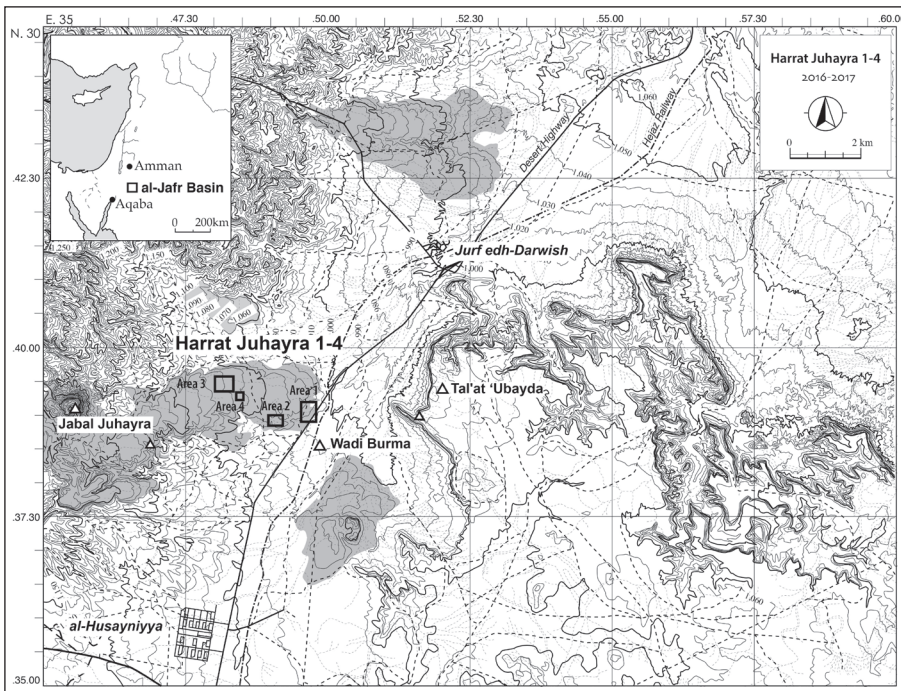 E. 35
.47.30
.50.00
.52.30
.55.00
.57.30
.60.00
N. 30
Harrat Juhayra 1-4
2016-2017
0 2 km
Amman
al-Jafr Basin
Aqaba
0 200km
Desert Highway
Hejaz Railway
1,060
1,050
1,040
1,030
1,020
1,000
.42.30
Jurf edh-Darwish
.40.00
Harrat Juhayra 1-4
Area 3
Area 4
Area 2
Area 1
Tal'at 'Ubayda
Jabal Juhayra
Wadi Burma
.37.30
al-Husayniyya
1,060
.35.00